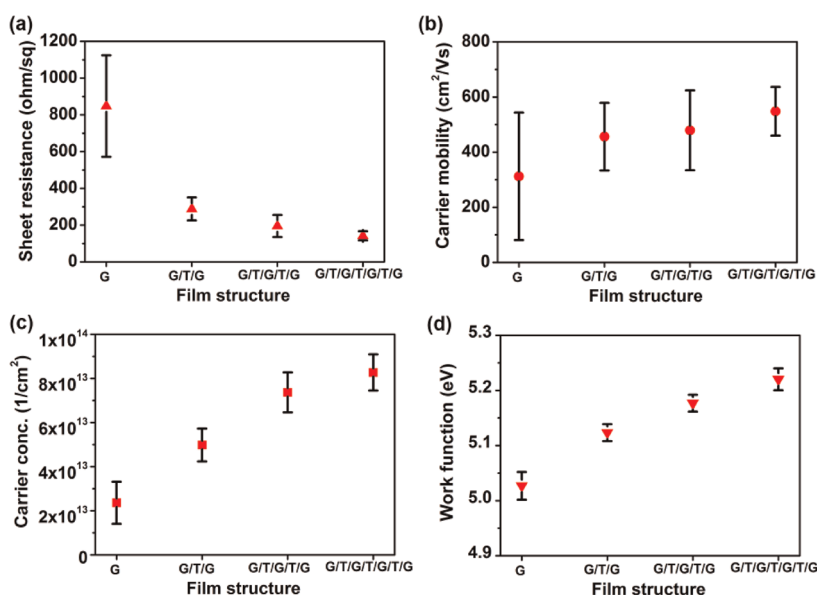 (a)
1200
1000
800
600
400
200
0
Sheet resistance (ohm/sq)
G
G/T/G
G/T/G/T/G
G/T/G/T/G/T/G
Film structure
(b)
800
600
400
200
0
Carrier mobility (cm²/Vs)
G
G/T/G
G/T/G/T/G
G/T/G/T/G/T/G
Film structure
(c)
1x10¹⁴
8x10¹³
6x10¹³
4x10¹³
2x10¹³
0
Carrier conc. (1/cm²)
G
G/T/G
G/T/G/T/G
G/T/G/T/G/T/G
Film structure
(d)
5.3
5.2
5.1
5.0
4.9
Work function (eV)
G
G/T/G
G/T/G/T/G
G/T/G/T/G/T/G
Film structure